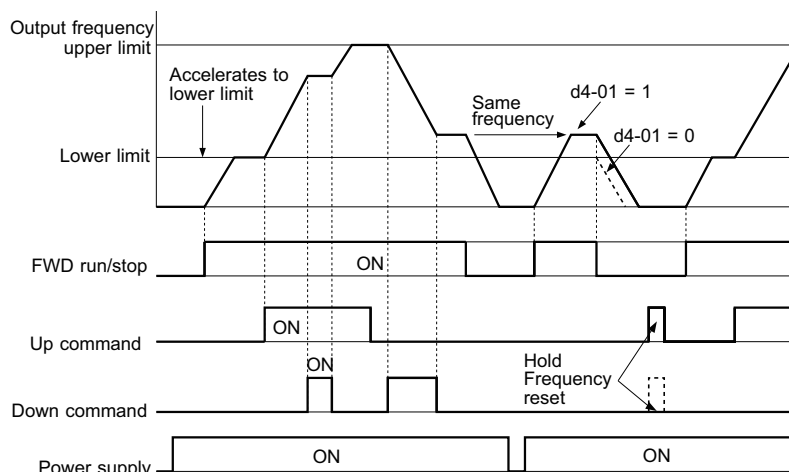 Output frequency
upper limit
Accelerates to
lower limit
Same
frequency
d4-01 = 1
d4-01 = 0
Lower limit
FWD run/stop
ON
Up command
ON
ON
Hold
Frequency
reset
Down command
Power supply
ON
ON